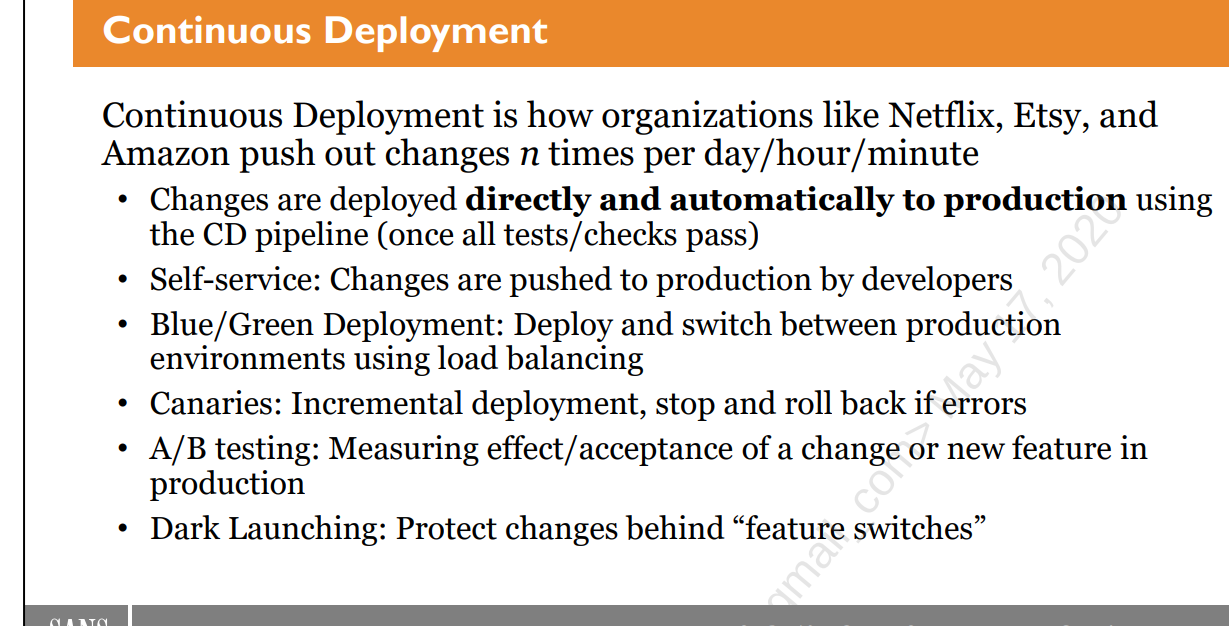 Continuous Deployment
Continuous Deployment is how organizations like Netflix, Etsy, and
Amazon push out changes n times per day/hour/minute
• Changes are deployed directly and automatically to production using
the CD pipeline (once all tests/checks pass)
• Self-service: Changes are pushed to production by developers
• Blue/Green Deployment: Deploy and switch between production
environments using load balancing
• Canaries: Incremental deployment, stop and roll back if errors
• A/B testing: Measuring effect/acceptance of a change or new feature in
production
• Dark Launching: Protect changes behind “feature switches”
com> May 17, 2020
SANS